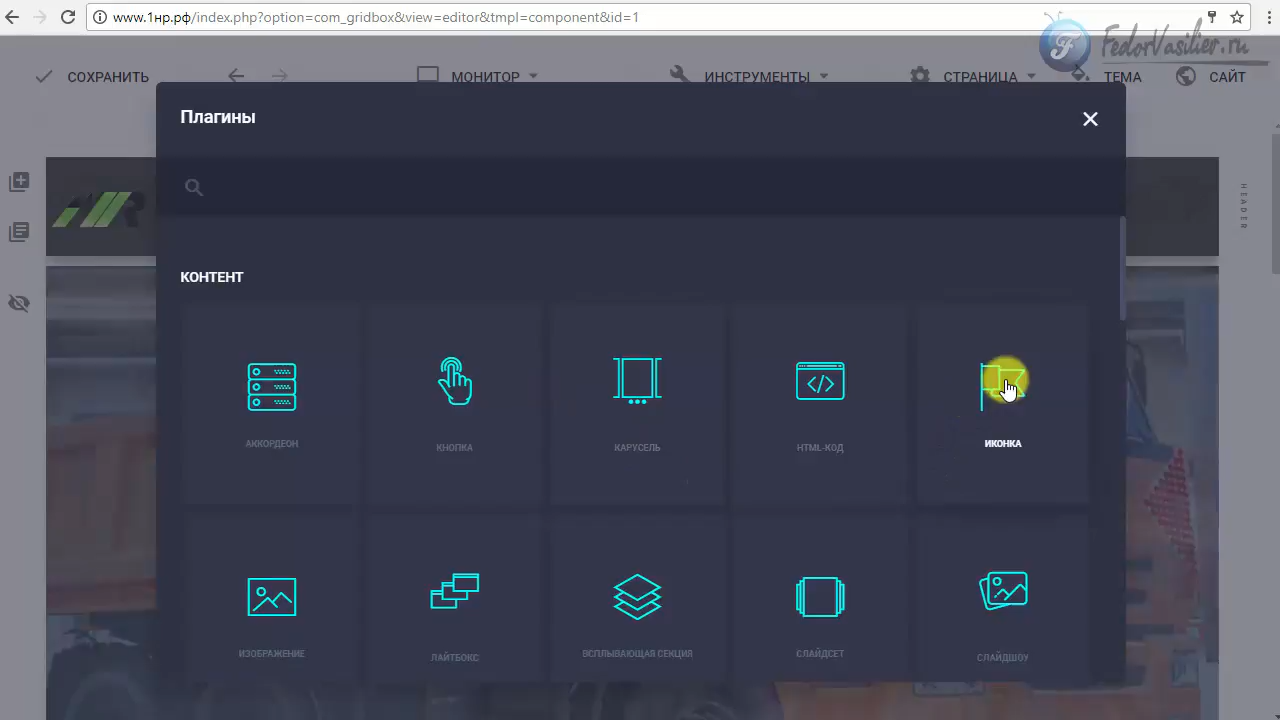 www.1нр.рф/index.php?option=com_gridbox&view=editor&tmpl=component&id=1
FedorVasilier.ru
СОХРАНИТЬ
МОНИТОР
ИНСТРУМЕНТЫ
СТРАНИЦА
ТЕМА
САЙТ
Плагины
HEADER
КОНТЕНТ
АККОРДЕОН
КНОПКА
КАРУСЕЛЬ
HTML-КОД
ИКОНКА
ИЗОБРАЖЕНИЕ
ЛАЙТБОКС
ВСПЛЫВАЮЩАЯ СЕКЦИЯ
СЛАЙДСЕТ
СЛАЙДШОУ